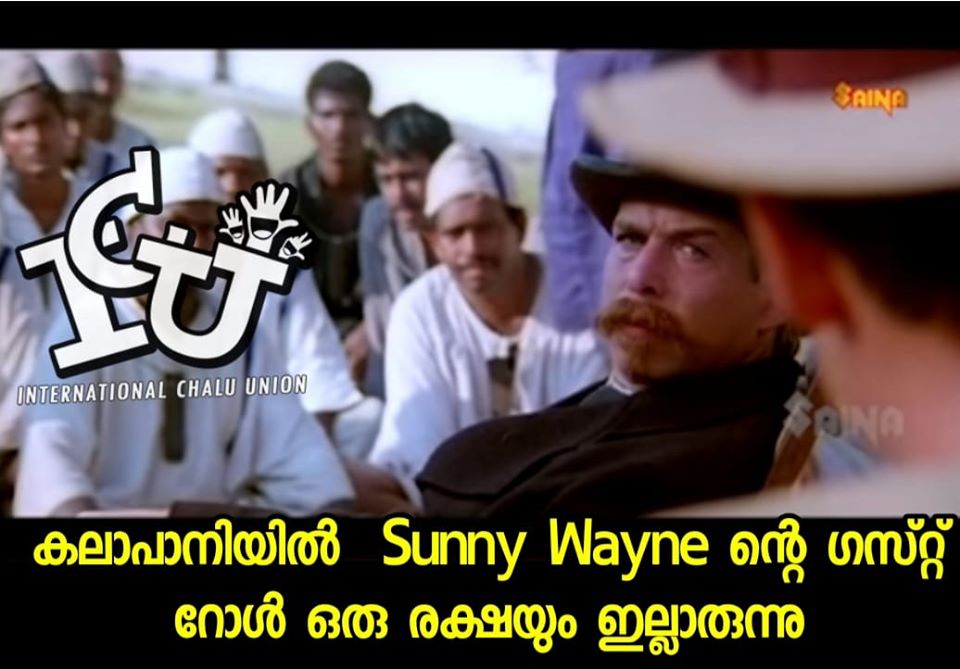 SAINA
ICU
INTERNATIONAL CHALU UNION
SAINA
കലാപാനിയിൽ Sunny Wayne ന്റെ ഗസ്റ്റ്
റോൾ ഒരു രക്ഷയും ഇല്ലാരുന്നു